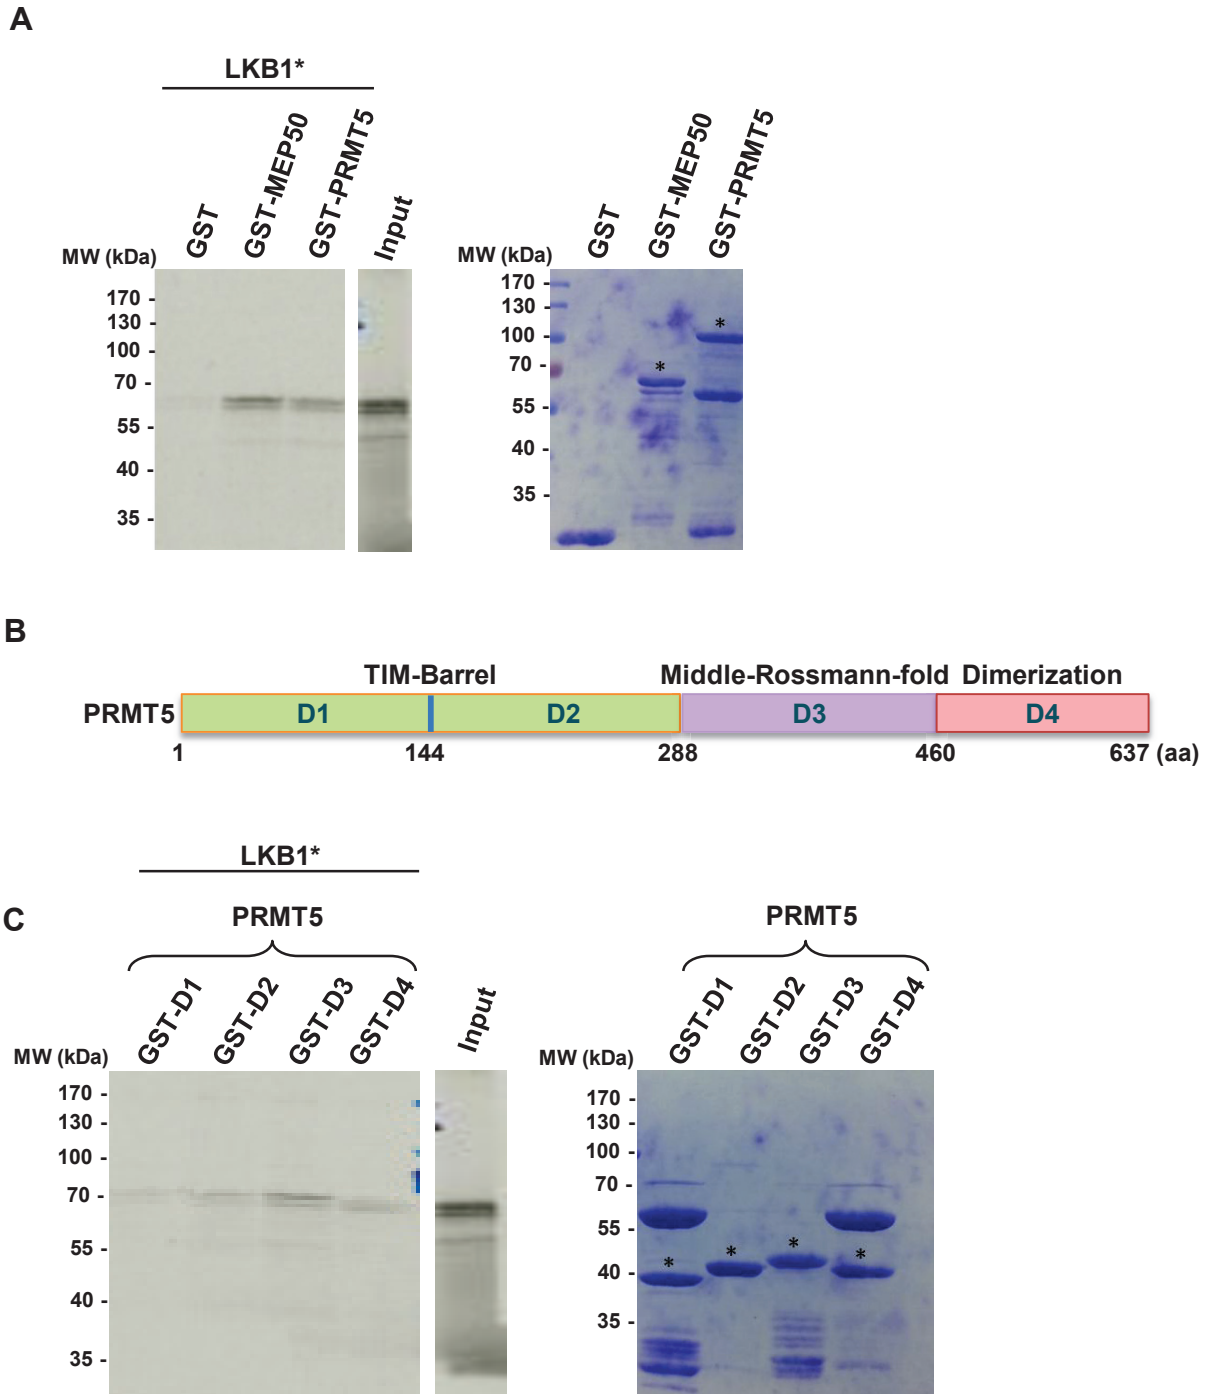 A
LKB1*
GST
GST-MEP50
GST-PRMT5
Input
MW (kDa)
170 -
130 -
100 -
70 -
55 -
40 -
35 -
GST
GST-MEP50
GST-PRMT5
MW (kDa)
170 -
130 -
100 -
70 -
55 -
40 -
35 -
*
*
B
TIM-Barrel
Middle-Rossmann-fold
Dimerization
PRMT5
D1
D2
D3
D4
1
144
288
460
637 (aa)
LKB1*
C
PRMT5
GST-D1
GST-D2
GST-D3
GST-D4
Input
MW (kDa)
170 -
130 -
100 -
70 -
55 -
40 -
35 -
PRMT5
GST-D1
GST-D2
GST-D3
GST-D4
MW (kDa)
170 -
130 -
100 -
70 -
55 -
40 -
35 -
*
*
*
*